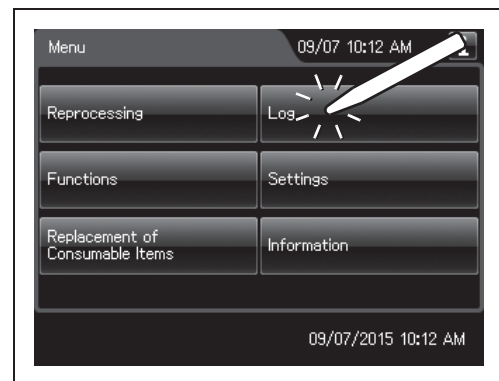 Menu
09/07 10:12 AM
Reprocessing
Log
Functions
Settings
Replacement of
Consumable Items
Information
09/07/2015 10:12 AM